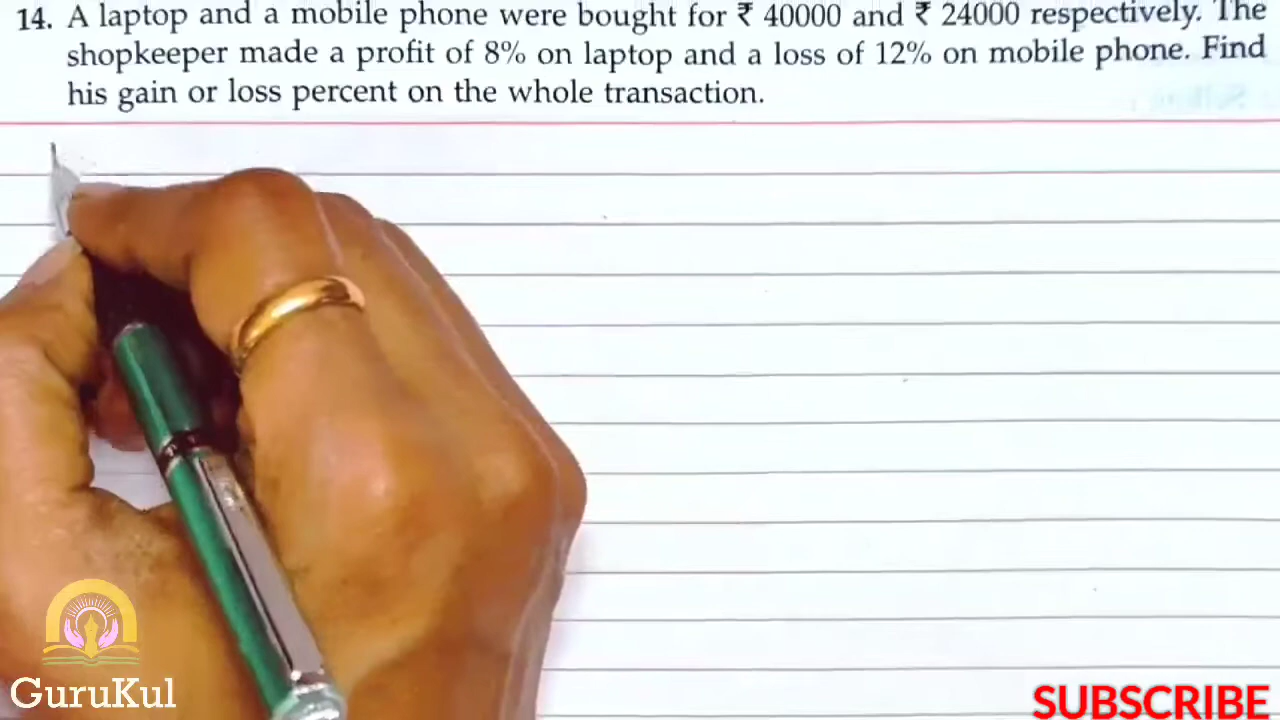 14. A laptop and a mobile phone were bought for ₹ 40000 and ₹ 24000 respectively. The
shopkeeper made a profit of 8% on laptop and a loss of 12% on mobile phone. Find
his gain or loss percent on the whole transaction.
GuruKul
SUBSCRIBE